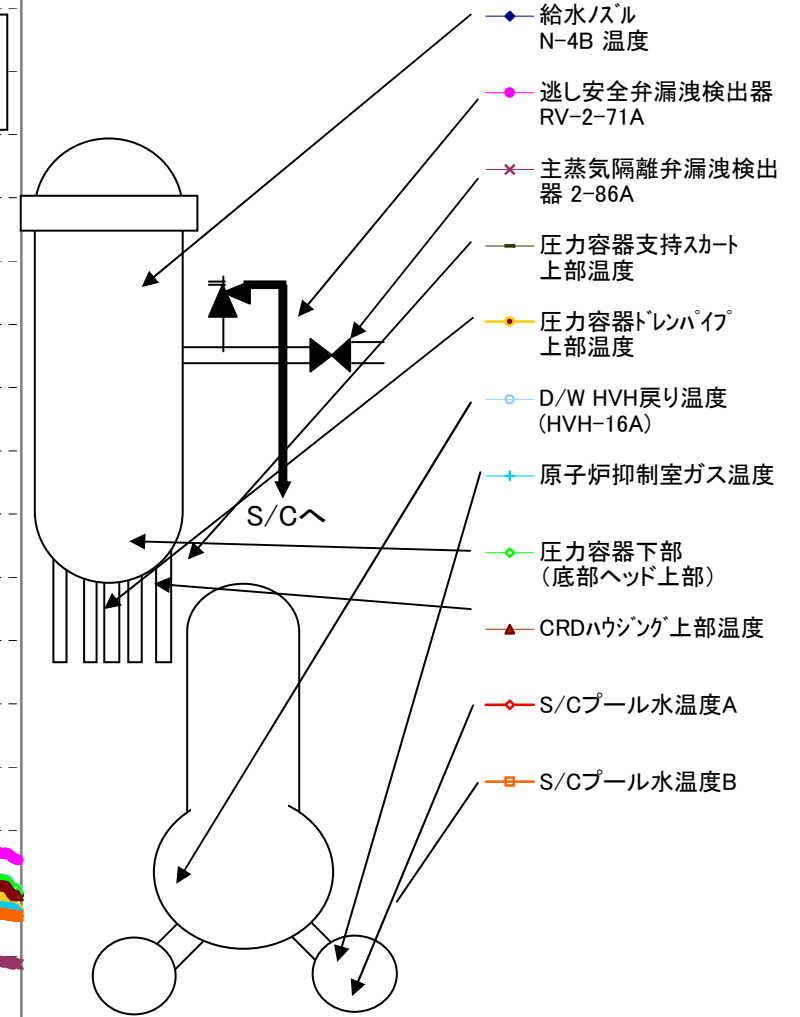 給水ノズル
N-4B 温度
逃し安全弁漏洩検出器
RV-2-71A
主蒸気隔離弁漏洩検出
器 2-86A
圧力容器支持スカート
上部温度
圧力容器ドレンパイプ
上部温度
D/W HVH戻り温度
(HVH-16A)
原子炉抑制室ガス温度
S/Cへ
圧力容器下部
(底部ヘッド上部)
CRDハウジング上部温度
S/Cプール水温度A
S/Cプール水温度B